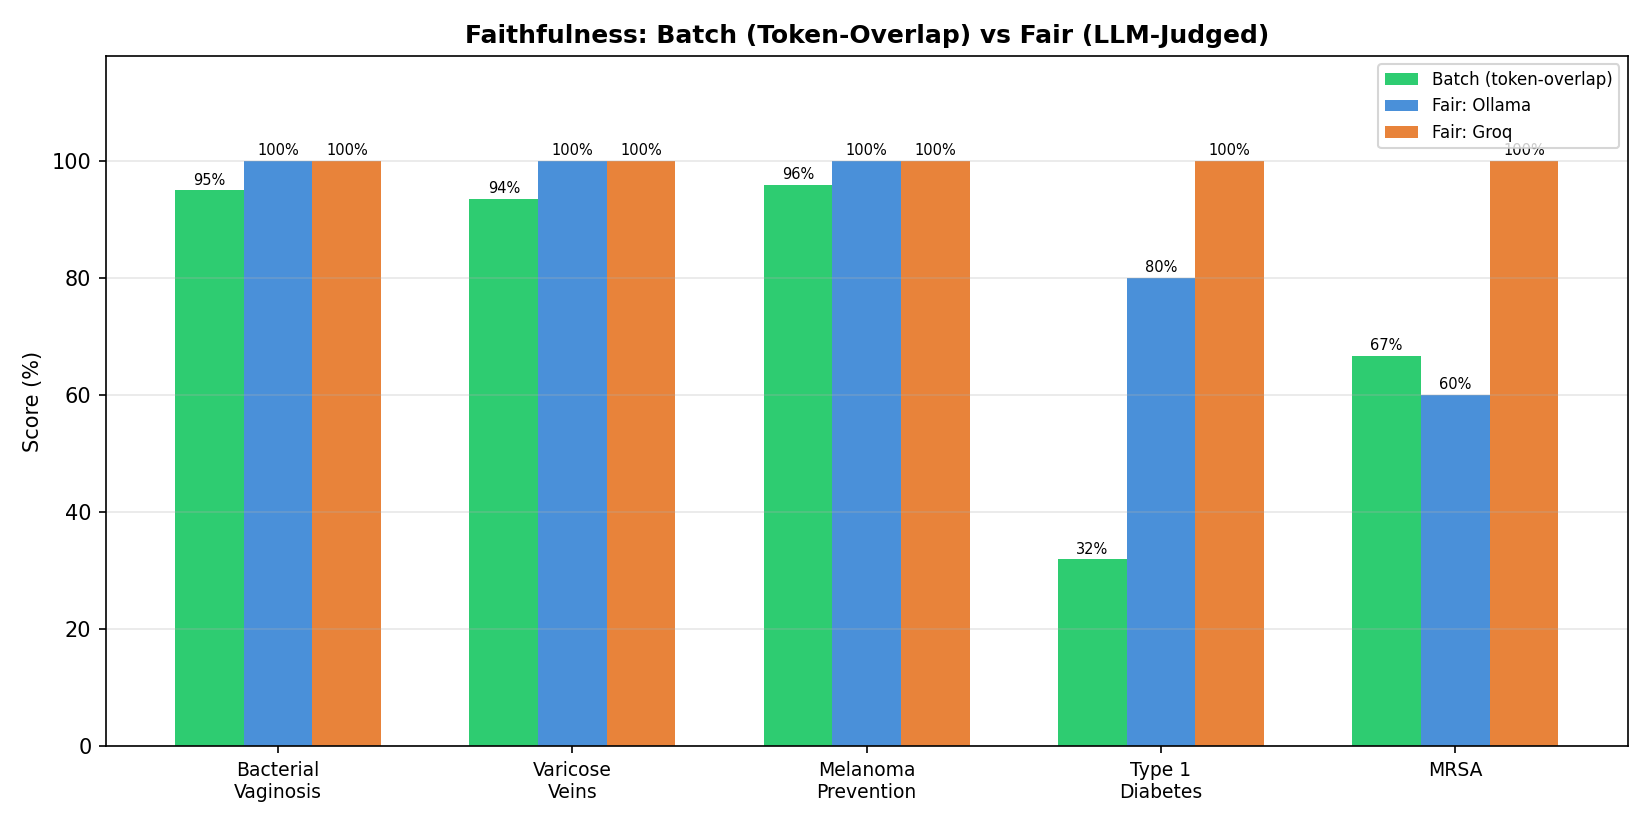 Faithfulness: Batch (Token-Overlap) vs Fair (LLM-Judged)
Batch (token-overlap)
Fair: Ollama
Fair: Groq
Score (%)
100
80
60
40
20
0
95%
100%
100%
94%
100%
100%
96%
100%
100%
32%
80%
100%
67%
60%
100%
Bacterial
Vaginosis
Varicose
Veins
Melanoma
Prevention
Type 1
Diabetes
MRSA